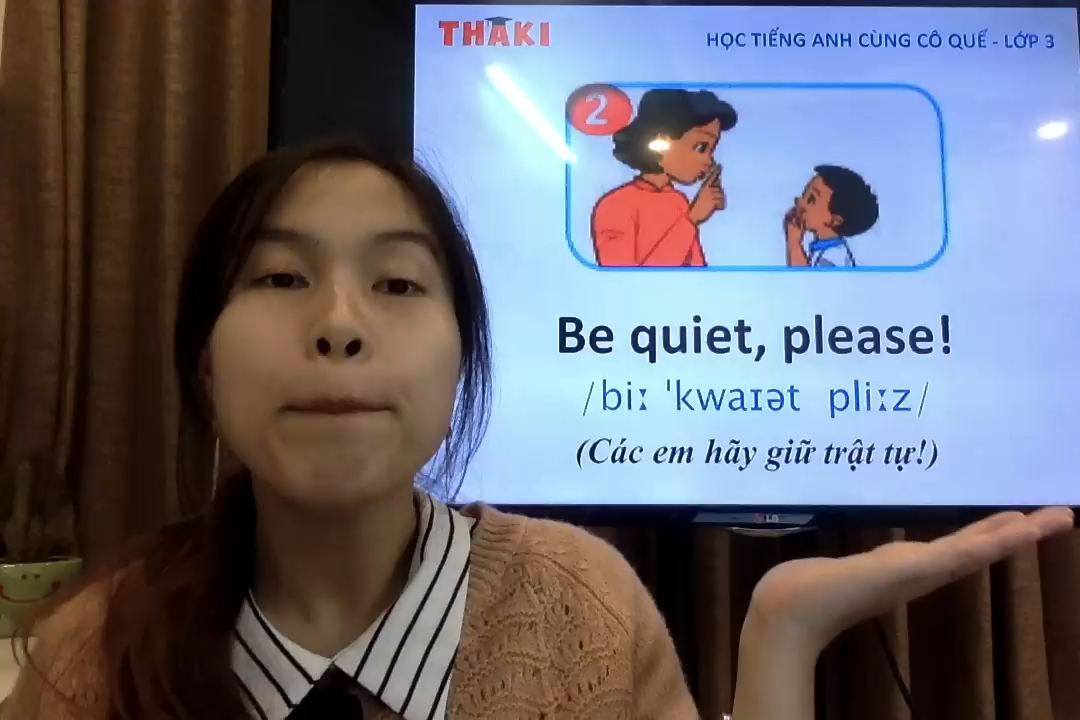 THAKI
HỌC TIẾNG ANH CÙNG CÔ QUẾ - LỚP 3
2
Be quiet, please!
/biː ˈkwaɪət pliːz/
(Các em hãy giữ trật tự!)
LG